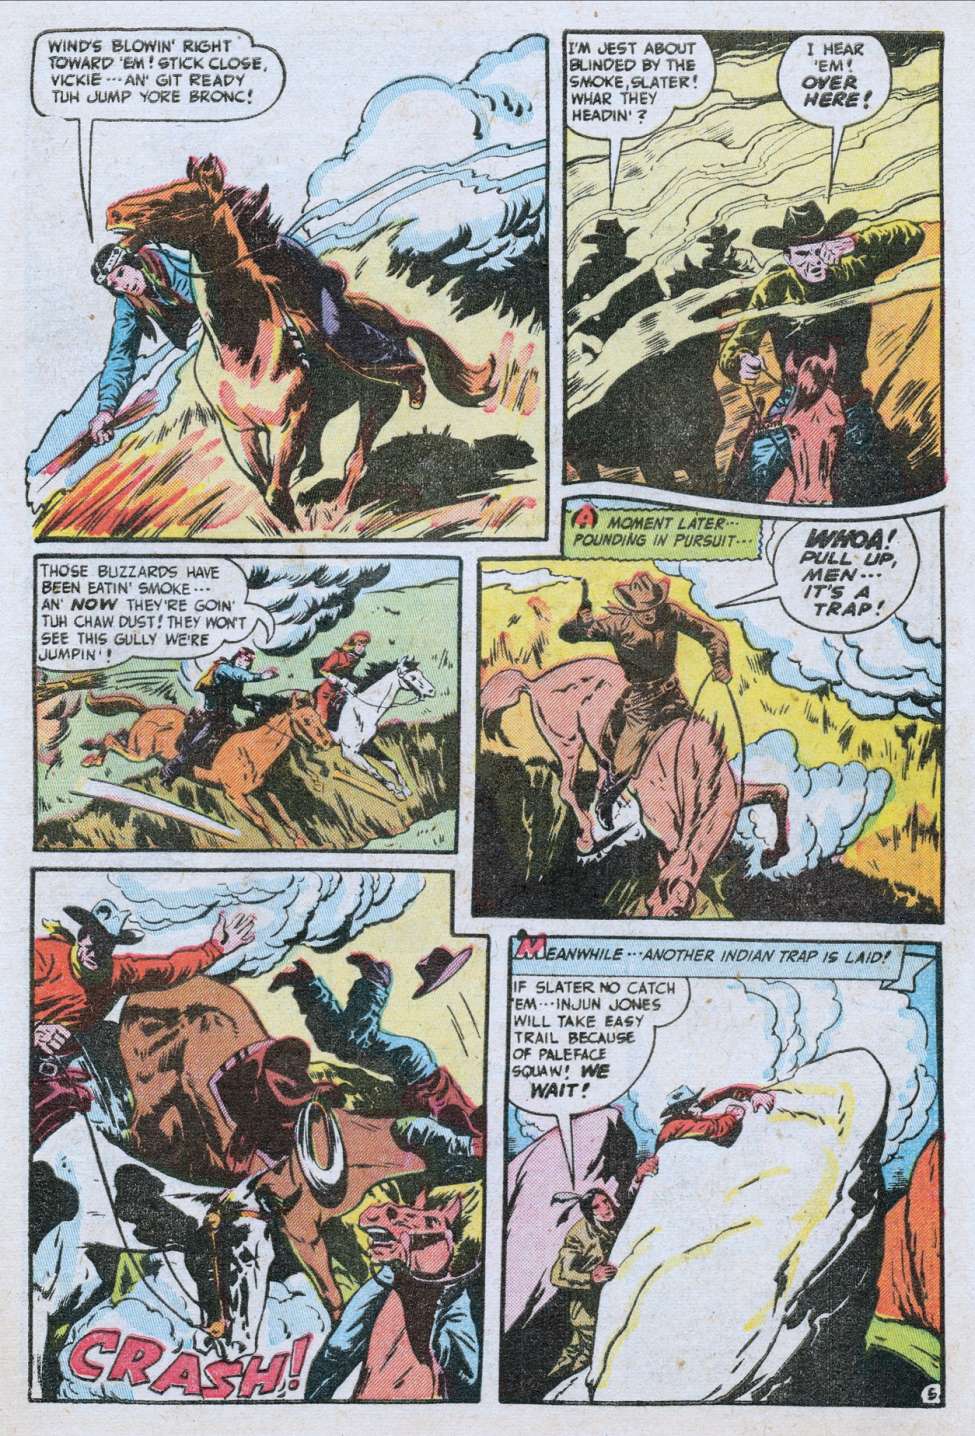 WIND'S BLOWIN' RIGHT
TOWARD 'EM! STICK CLOSE,
VICKIE --- AN' GIT READY
TUH JUMP YORE BRONC!
I'M JEST ABOUT
BLINDED BY THE
SMOKE, SLATER!
WHAR THEY
HEADIN'?
I HEAR
'EM!
OVER
HERE!
THOSE BUZZARDS HAVE
BEEN EATIN' SMOKE ---
AN' NOW THEY'RE GOIN'
TUH CHAW DUST! THEY WON'T
SEE THIS GULLY WE'RE
JUMPIN'!
A MOMENT LATER---
POUNDING IN PURSUIT---
WHOA!
PULL UP,
MEN---
IT'S A
TRAP!
CRASH!
MEANWHILE --- ANOTHER INDIAN TRAP IS LAID!
IF SLATER NO CATCH
'EM --- INJUN JONES
WILL TAKE EASY
TRAIL BECAUSE
OF PALEFACE
SQUAW! WE
WAIT!
5